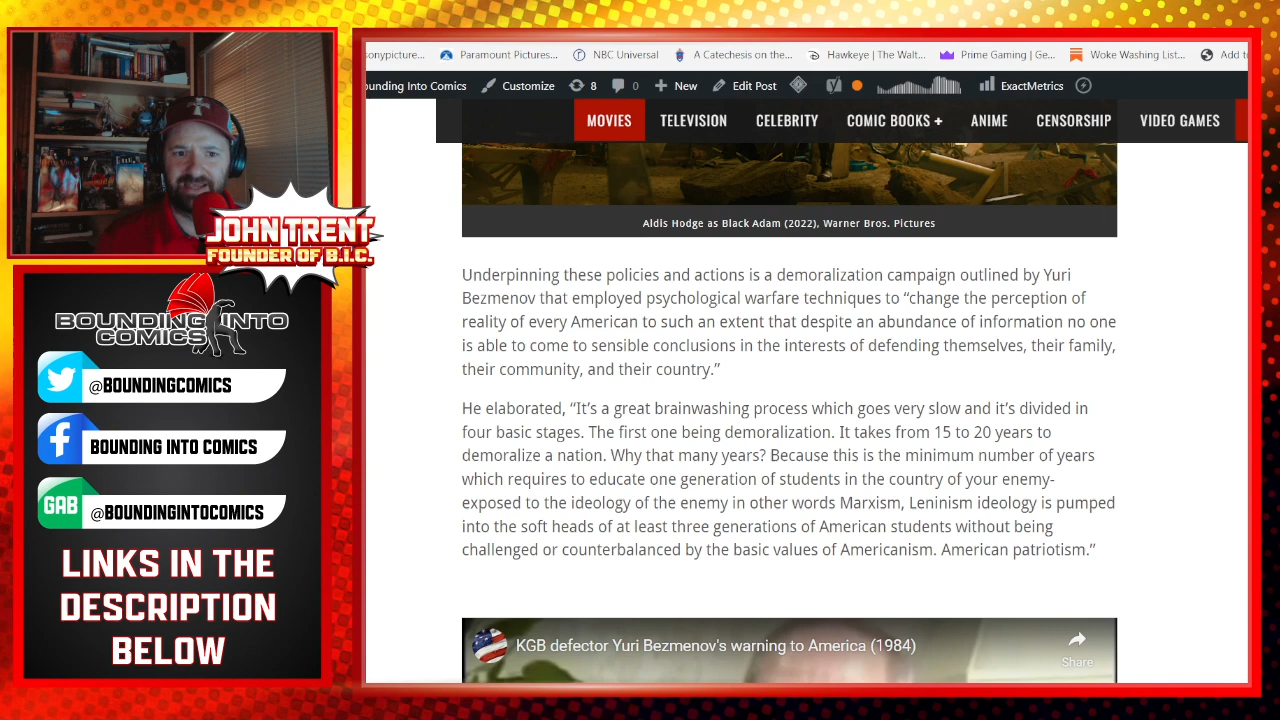 JOHN TRENT
FOUNDER OF B.I.C.
BOUNDING INTO
COMICS
@BOUNDINGCOMICS
BOUNDING INTO COMICS
GAB
@BOUNDINGINTOCOMICS
LINKS IN THE
DESCRIPTION
BELOW
sonypicture...
Paramount Pictures...
NBC Universal
A Catechesis on the...
Hawkeye | The Walt...
Prime Gaming | Ge...
Woke Washing List...
Add t
ounding Into Comics
Customize
8
0
New
Edit Post
ExactMetrics
MOVIES
TELEVISION
CELEBRITY
COMIC BOOKS +
ANIME
CENSORSHIP
VIDEO GAMES
Aldis Hodge as Black Adam (2022), Warner Bros. Pictures
Underpinning these policies and actions is a demoralization campaign outlined by Yuri
Bezmenov that employed psychological warfare techniques to “change the perception of
reality of every American to such an extent that despite an abundance of information no one
is able to come to sensible conclusions in the interests of defending themselves, their family,
their community, and their country.”
He elaborated, “It’s a great brainwashing process which goes very slow and it’s divided in
four basic stages. The first one being demoralization. It takes from 15 to 20 years to
demoralize a nation. Why that many years? Because this is the minimum number of years
which requires to educate one generation of students in the country of your enemy-
exposed to the ideology of the enemy in other words Marxism, Leninism ideology is pumped
into the soft heads of at least three generations of American students without being
challenged or counterbalanced by the basic values of Americanism. American patriotism.”
KGB defector Yuri Bezmenov's warning to America (1984)
Share